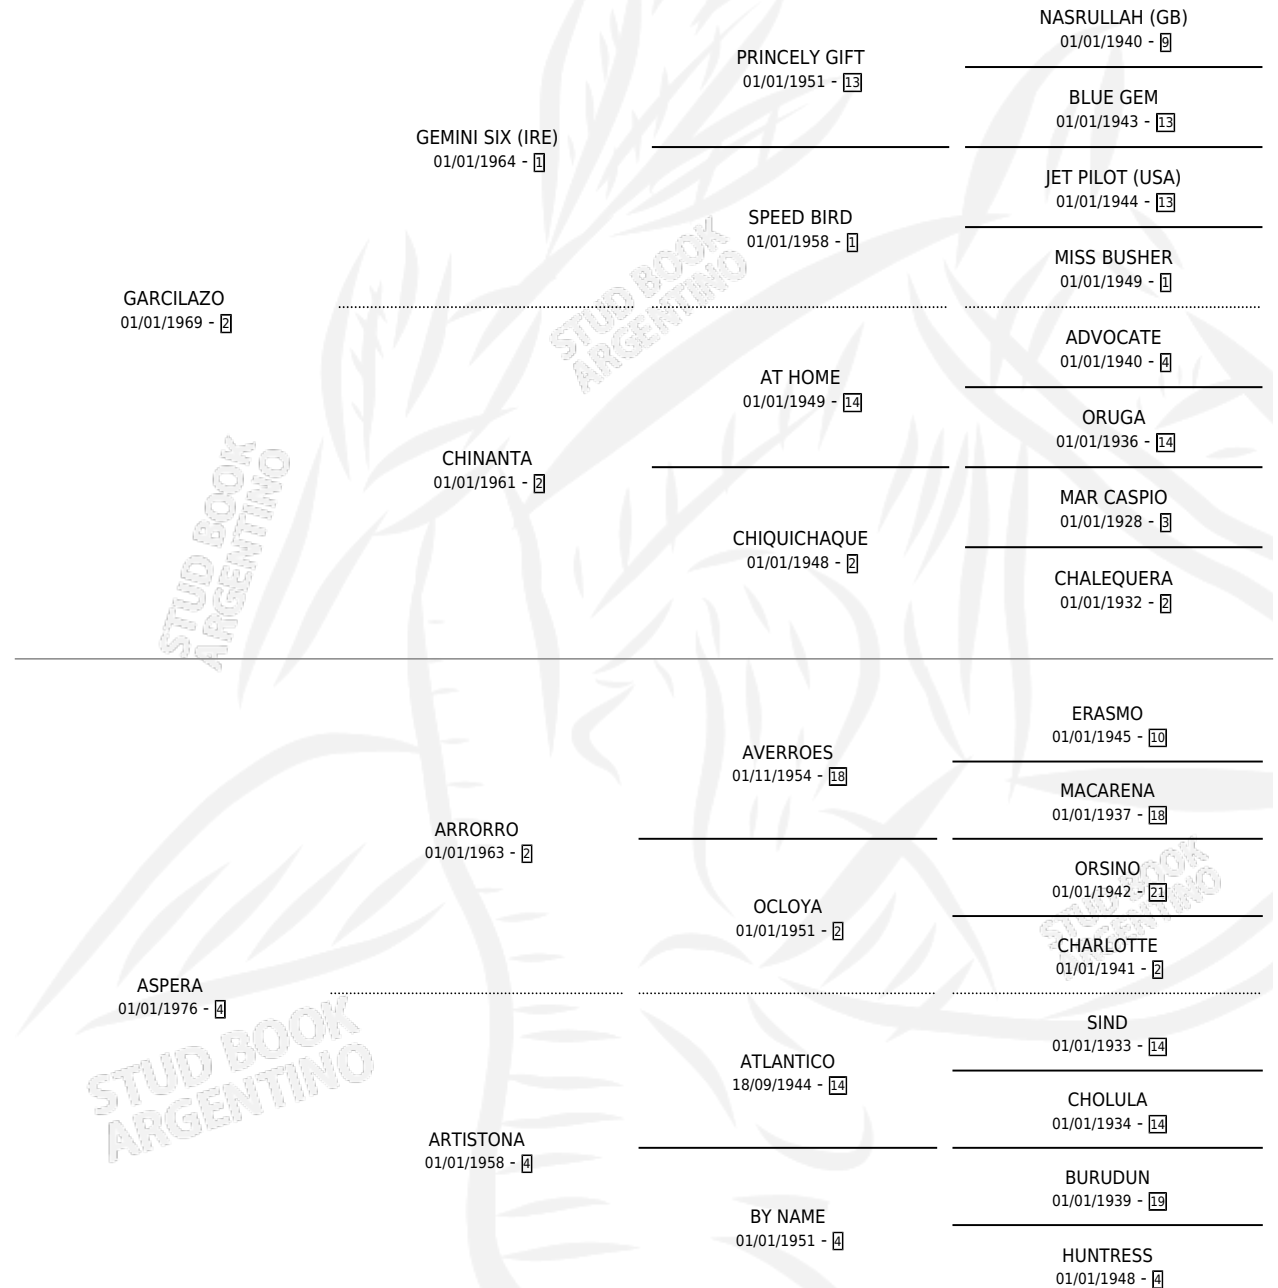 NASRULLAH (GB)
01/01/1940 - 9
PRINCELY GIFT
01/01/1951 - 13
BLUE GEM
01/01/1943 - 13
GEMINI SIX (IRE)
01/01/1964 - 1
JET PILOT (USA)
01/01/1944 - 13
SPEED BIRD
01/01/1958 - 1
MISS BUSHER
01/01/1949 - 1
GARCILAZO
01/01/1969 - 2
STUD BOOK
ARGENTINO
ADVOCATE
01/01/1940 - 4
AT HOME
01/01/1949 - 14
ORUGA
01/01/1936 - 14
CHINANTA
01/01/1961 - 2
MAR CASPIO
01/01/1928 - 3
CHIQUICHAQUE
01/01/1948 - 2
CHALEQUERA
01/01/1932 - 2
STUD BOOK
ARGENTINO
ERASMO
01/01/1945 - 10
AVERROES
01/11/1954 - 18
MACARENA
01/01/1937 - 18
ARRORRO
01/01/1963 - 2
ORSINO
01/01/1942 - 21
OCLOYA
01/01/1951 - 2
CHARLOTTE
01/01/1941 - 2
STUD BOOK
ARGENTINO
ASPERA
01/01/1976 - 4
SIND
01/01/1933 - 14
ATLANTICO
18/09/1944 - 14
CHOLULA
01/01/1934 - 14
STUD BOOK
ARGENTINO
ARTISTONA
01/01/1958 - 4
BURUDUN
01/01/1939 - 19
BY NAME
01/01/1951 - 4
HUNTRESS
01/01/1948 - 4